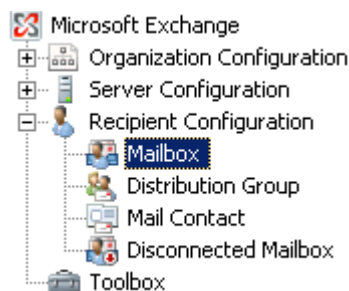 Microsoft Exchange
Organization Configuration
Server Configuration
Recipient Configuration
Mailbox
Distribution Group
Mail Contact
Disconnected Mailbox
Toolbox